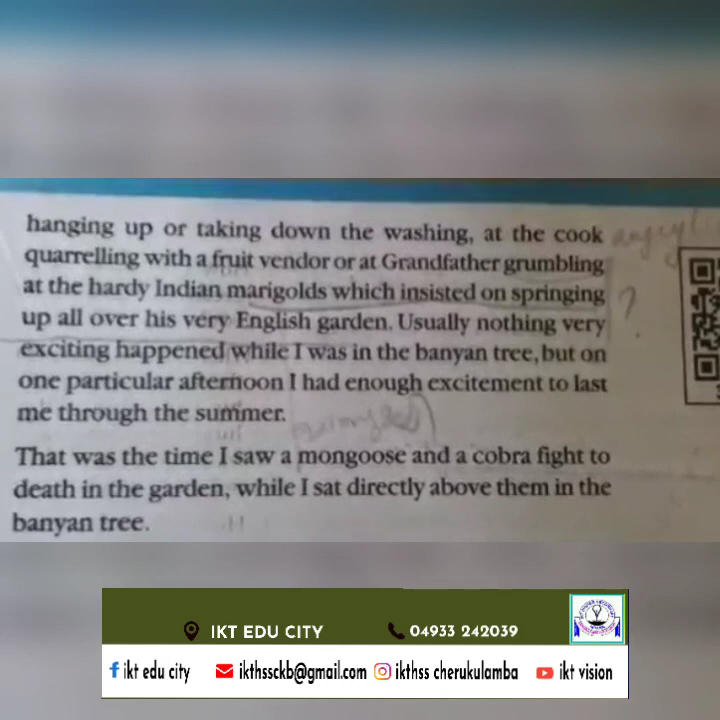 hanging up or taking down the washing, at the cook
quarrelling with a fruit vendor or at Grandfather grumbling
at the hardy Indian marigolds which insisted on springing
up all over his very English garden. Usually nothing very
exciting happened while I was in the banyan tree, but on
one particular afternoon I had enough excitement to last
me through the summer.
That was the time I saw a mongoose and a cobra fight to
death in the garden, while I sat directly above them in the
banyan tree.
?
IKT EDU CITY
04933 242039
ikt edu city
ikthssckb@gmail.com
ikthss cherukulamba
ikt vision